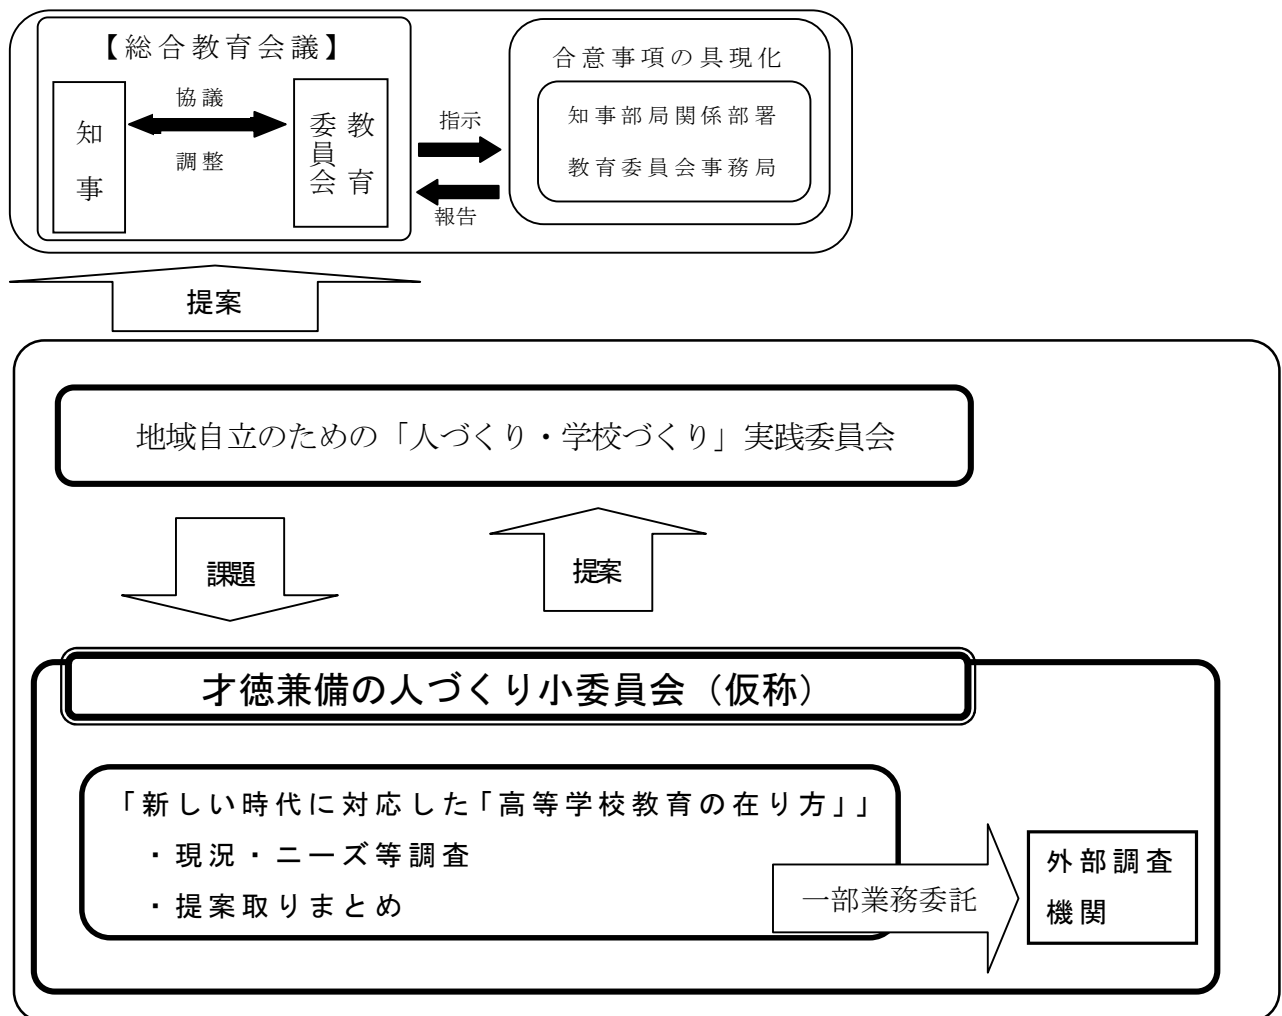 【総合教育会議】
知事
協議
調整
教育
委員会
指示
報告
合意事項の具現化
知事部局関係部署
教育委員会事務局
提案
地域自立のための「人づくり・学校づくり」実践委員会
課題
提案
才徳兼備の人づくり小委員会（仮称）
「新しい時代に対応した「高等学校教育の在り方」」
・現況・ニーズ等調査
・提案取りまとめ
一部業務委託
外部調査
機関